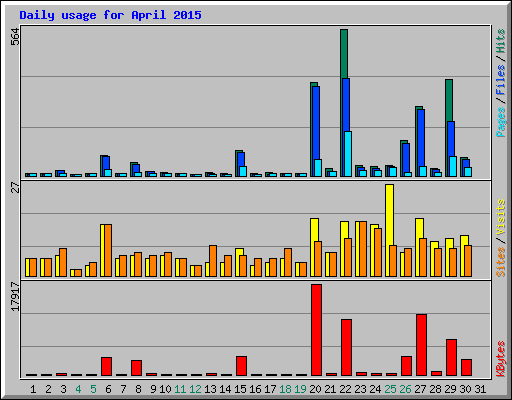 Daily usage for April 2015
564
Pages / Files / Hits
27
Sites / Visits
17917
KBytes
1 2 3 4 5 6 7 8 9 10 11 12 13 14 15 16 17 18 19 20 21 22 23 24 25 26 27 28 29 30 31